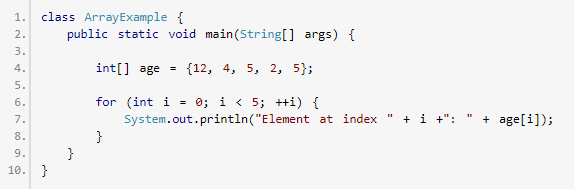 1. class ArrayExample {
2.     public static void main(String[] args) {
3.
4.         int[] age = {12, 4, 5, 2, 5};
5.
6.         for (int i = 0; i < 5; ++i) {
7.             System.out.println("Element at index " + i +": " + age[i]);
8.         }
9.     }
10. }